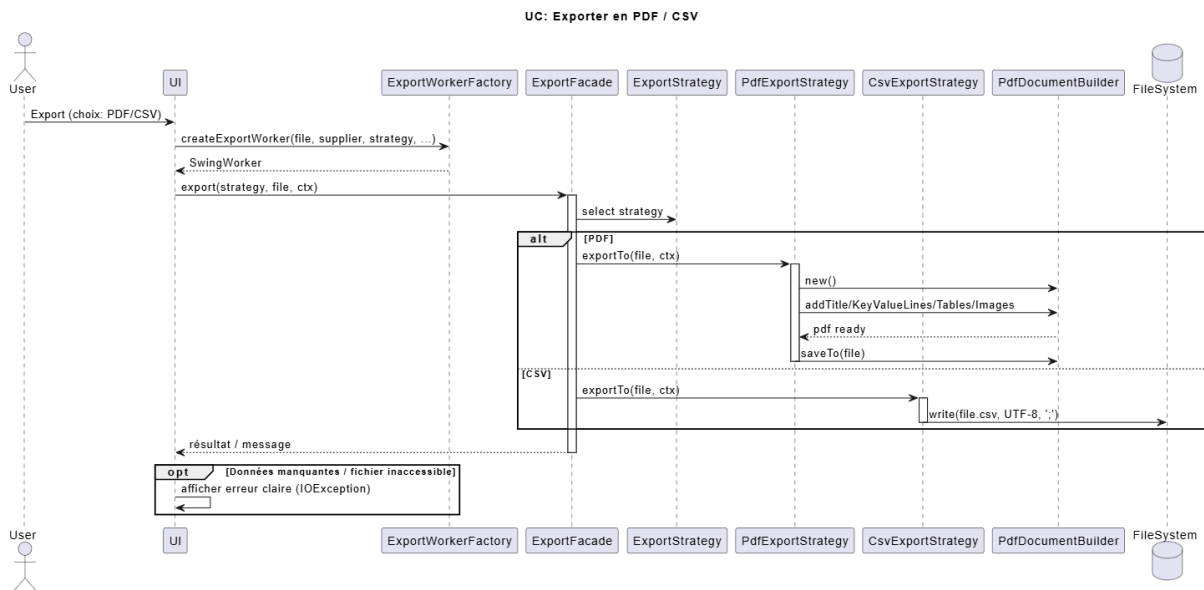 UC: Exporter en PDF / CSV
User
UI
ExportWorkerFactory
ExportFacade
ExportStrategy
PdfExportStrategy
CsvExportStrategy
PdfDocumentBuilder
FileSystem
Export (choix: PDF/CSV)
createExportWorker(file, supplier, strategy, ...)
SwingWorker
export(strategy, file, ctx)
select strategy
alt
[PDF]
exportTo(file, ctx)
new()
addTitle/KeyValueLines/Tables/Images
pdf ready
saveTo(file)
[CSV]
exportTo(file, ctx)
write(file.csv, UTF-8, ';')
résultat / message
opt
[Données manquantes / fichier inaccessible]
afficher erreur claire (IOException)
User
UI
ExportWorkerFactory
ExportFacade
ExportStrategy
PdfExportStrategy
CsvExportStrategy
PdfDocumentBuilder
FileSystem